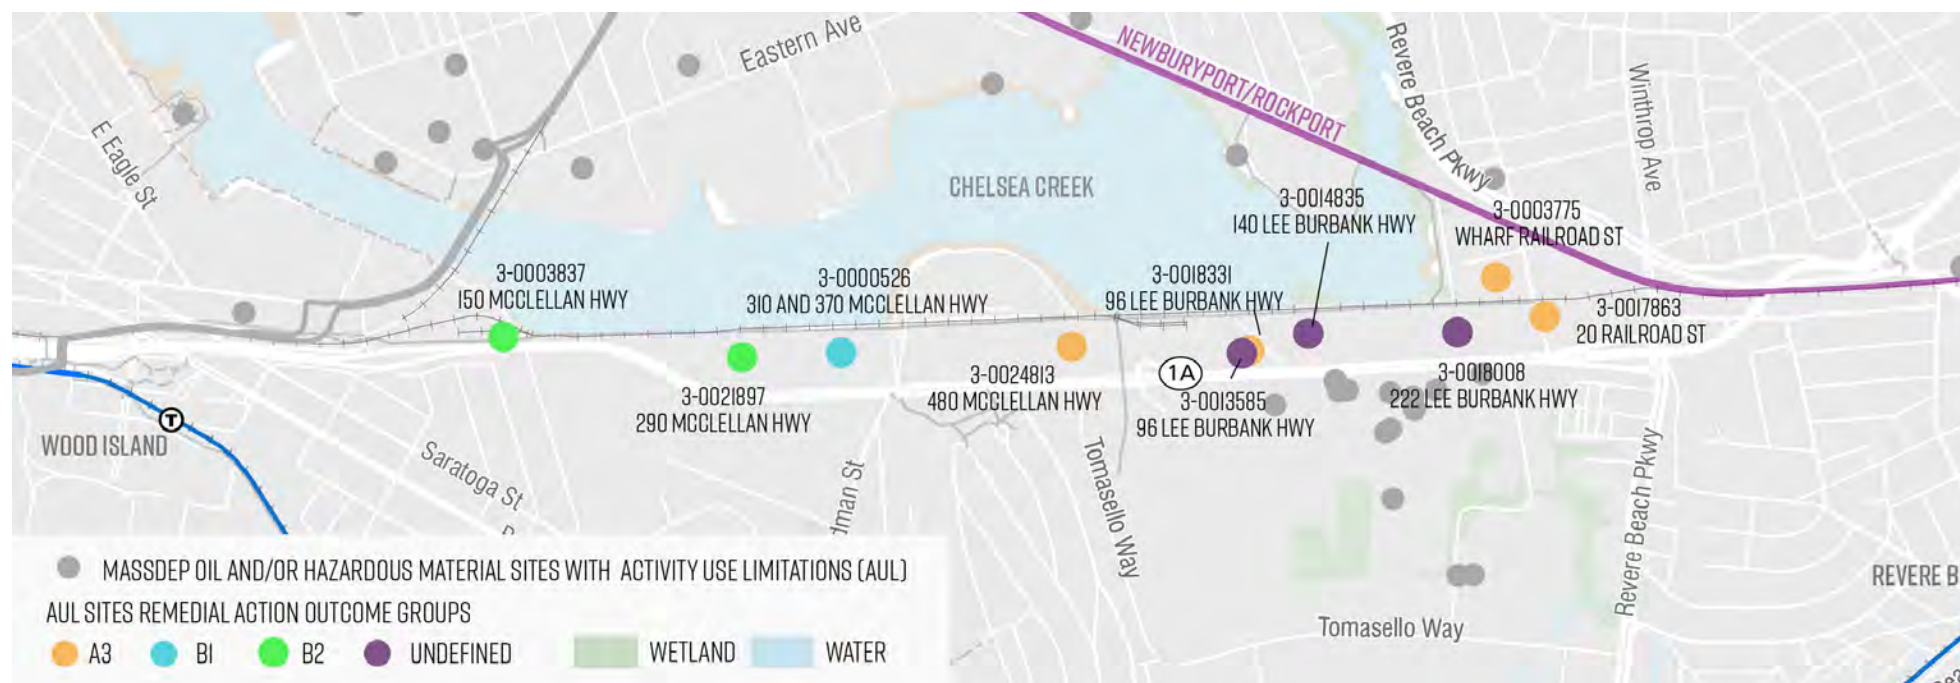 Eastern Ave
NEWBURYPORT/ROCKPORT
Revere Beach Pkwy
Winthrop Ave
E Eagle St
CHELSEA CREEK
3-0014835
140 LEE BURBANK HWY
3-0003775
WHARF RAILROAD ST
3-0003837
150 MCCLELLAN HWY
3-0000526
310 AND 370 MCCLELLAN HWY
3-0018331
96 LEE BURBANK HWY
3-0017863
20 RAILROAD ST
3-0021897
290 MCCLELLAN HWY
3-0024813
480 MCCLELLAN HWY
1A
3-0013585
96 LEE BURBANK HWY
3-0018008
222 LEE BURBANK HWY
T
WOOD ISLAND
Saratoga St
dman St
Tomasello Way
Revere Beach Pkwy
REVERE B
Tomasello Way
MASSDEP OIL AND/OR HAZARDOUS MATERIAL SITES WITH ACTIVITY USE LIMITATIONS (AUL)
AUL SITES REMEDIAL ACTION OUTCOME GROUPS
A3
B1
B2
UNDEFINED
WETLAND
WATER